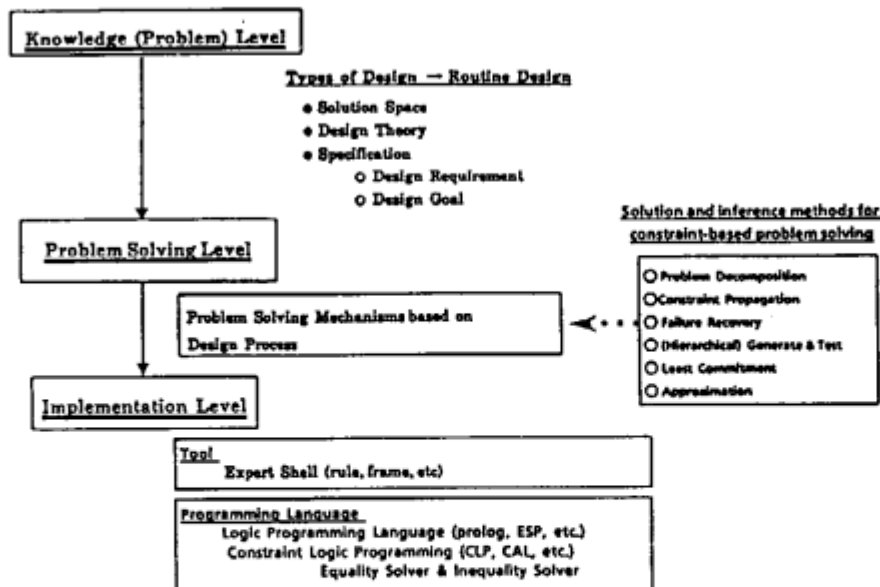 Knowledge (Problem) Level
Types of Design → Routine Design
● Solution Space
● Design Theory
● Specification
○ Design Requirement
○ Design Goal
Problem Solving Level
Solution and inference methods for
constraint-based problem solving
○ Problem Decomposition
○ Constraint Propagation
○ Failure Recovery
○ (Hierarchical) Generate & Test
○ Least Commitment
○ Approximation
Problem Solving Mechanisms based on
Design Process
Implementation Level
Tool
Expert Shell (rule, frame, etc)
Programming Language
Logic Programming Language (prolog, ESP, etc.)
Constraint Logic Programming (CLP, CAL, etc.)
Equality Solver & Inequality Solver